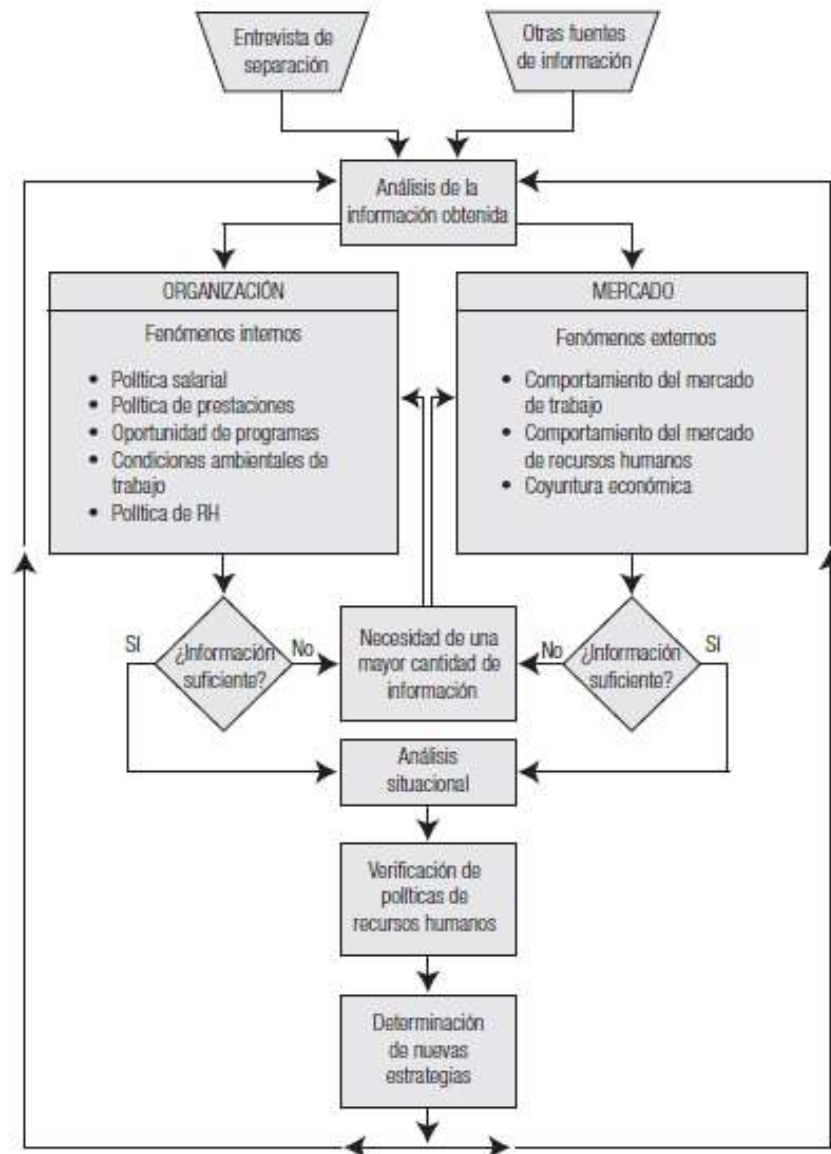 Entrevista de
separación
Otras fuentes
de información
Análisis de la
información obtenida
ORGANIZACIÓN
Fenómenos internos
• Política salarial
• Política de prestaciones
• Oportunidad de programas
• Condiciones ambientales de
trabajo
• Política de RH
MERCADO
Fenómenos externos
• Comportamiento del mercado
de trabajo
• Comportamiento del mercado
de recursos humanos
• Coyuntura económica
SI
¿Información
suficiente?
No
Necesidad de una
mayor cantidad de
información
No
¿Información
suficiente?
SI
Análisis
situacional
Verificación de
políticas de
recursos humanos
Determinación
de nuevas
estrategias